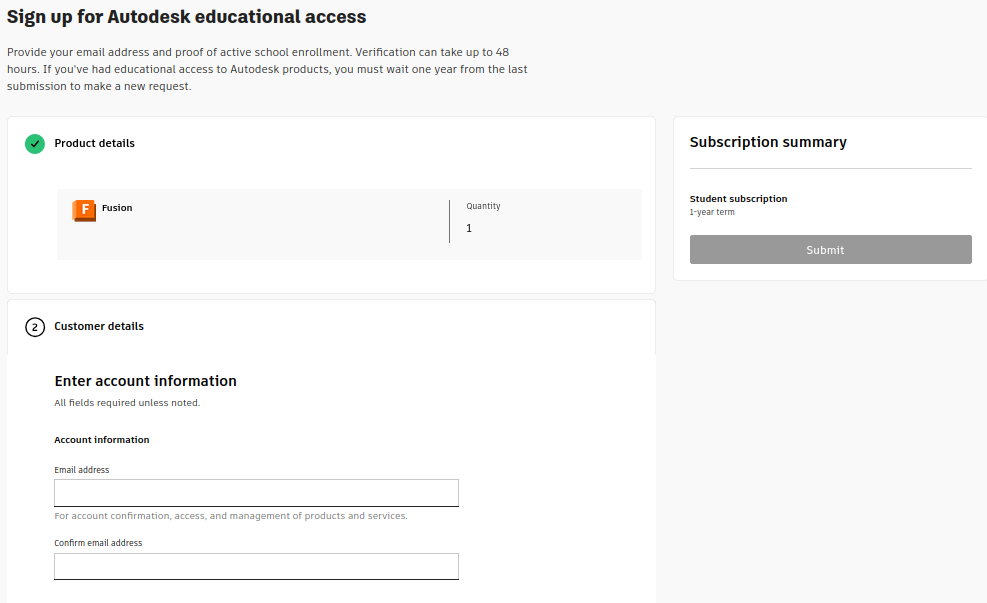 Sign up for Autodesk educational access
Provide your email address and proof of active school enrollment. Verification can take up to 48
hours. If you've had educational access to Autodesk products, you must wait one year from the last
submission to make a new request.
Product details
F Fusion
Quantity
1
Subscription summary
Student subscription
1-year term
Submit
2 Customer details
Enter account information
All fields required unless noted.
Account information
Email address
For account confirmation, access, and management of products and services.
Confirm email address